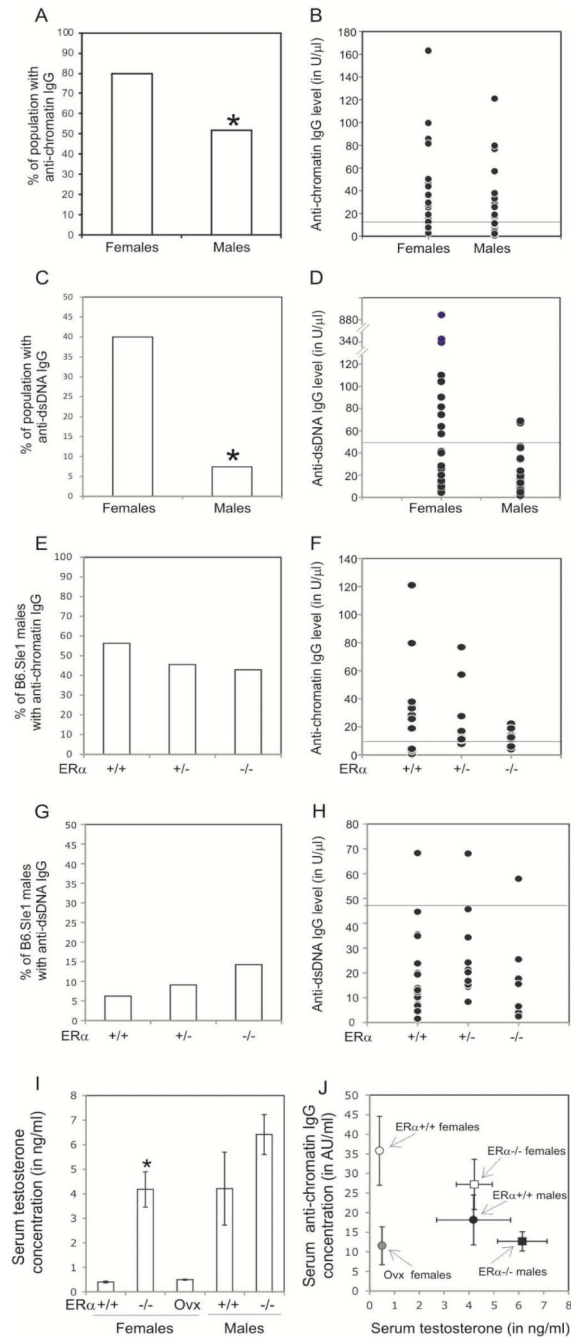 A
% of population with
anti-chromatin IgG
100
90
80
70
60
50
40
30
20
10
0
*
Females Males
B
Anti-chromatin IgG level (in U/µl)
180
160
140
120
100
80
60
40
20
0
Females Males
C
% of population with
anti-dsDNA IgG
50
45
40
35
30
25
20
15
10
5
0
*
Females Males
D
Anti-dsDNA IgG level (in U/µl)
880
340
120
100
80
60
40
20
0
Females Males
E
% of B6.Sle1 males
with anti-chromatin IgG
100
90
80
70
60
50
40
30
20
10
0
ERα +/+ +/- -/-
F
Anti-chromatin IgG level (in U/µl)
140
120
100
80
60
40
20
0
ERα +/+ +/- -/-
G
% of B6.Sle1 males
with anti-dsDNA IgG
50
45
40
35
30
25
20
15
10
5
0
ERα +/+ +/- -/-
H
Anti-dsDNA IgG level (in U/µl)
80
70
60
50
40
30
20
10
0
ERα +/+ +/- -/-
I
Serum testosterone
concentration (in ng/ml)
8
7
6
5
4
3
2
1
0
*
ERα +/+ -/- Ovx +/+ -/-
Females Males
J
Serum anti-chromatin IgG
concentration (in AU/ml)
50
45
40
35
30
25
20
15
10
5
0
ERα+/+ females
ERα-/- females
ERα+/+ males
Ovx females
ERα-/- males
0 1 2 3 4 5 6 7 8
Serum testosterone (in ng/ml)